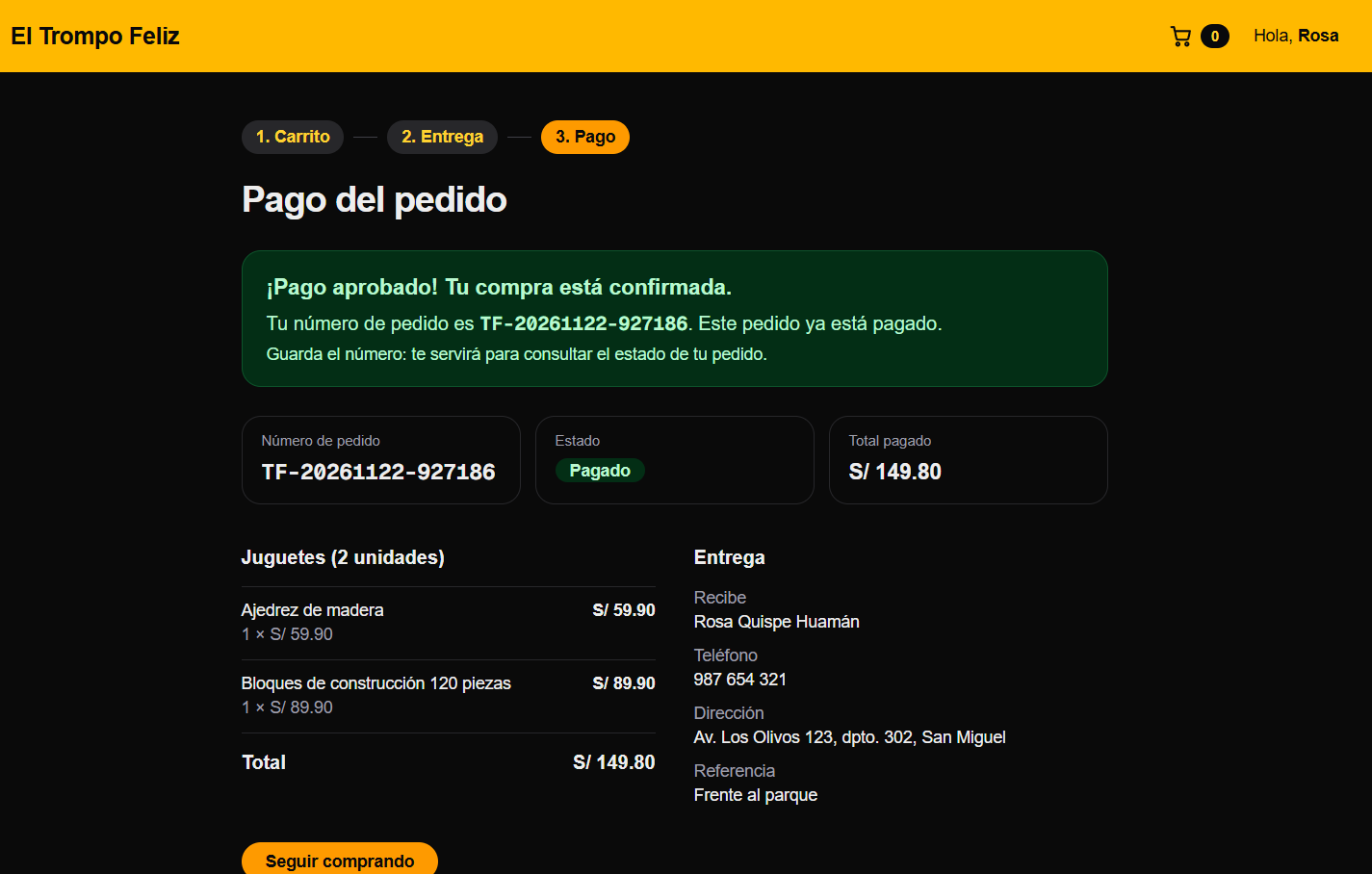 El Trompo Feliz
0
Hola, Rosa
1. Carrito
2. Entrega
3. Pago
Pago del pedido
¡Pago aprobado! Tu compra está confirmada.
Tu número de pedido es TF-20261122-927186. Este pedido ya está pagado.
Guarda el número: te servirá para consultar el estado de tu pedido.
Número de pedido
TF-20261122-927186
Estado
Pagado
Total pagado
S/ 149.80
Juguetes (2 unidades)
Ajedrez de madera S/ 59.90
1 × S/ 59.90
Bloques de construcción 120 piezas S/ 89.90
1 × S/ 89.90
Total S/ 149.80
Entrega
Recibe
Rosa Quispe Huamán
Teléfono
987 654 321
Dirección
Av. Los Olivos 123, dpto. 302, San Miguel
Referencia
Frente al parque
Seguir comprando